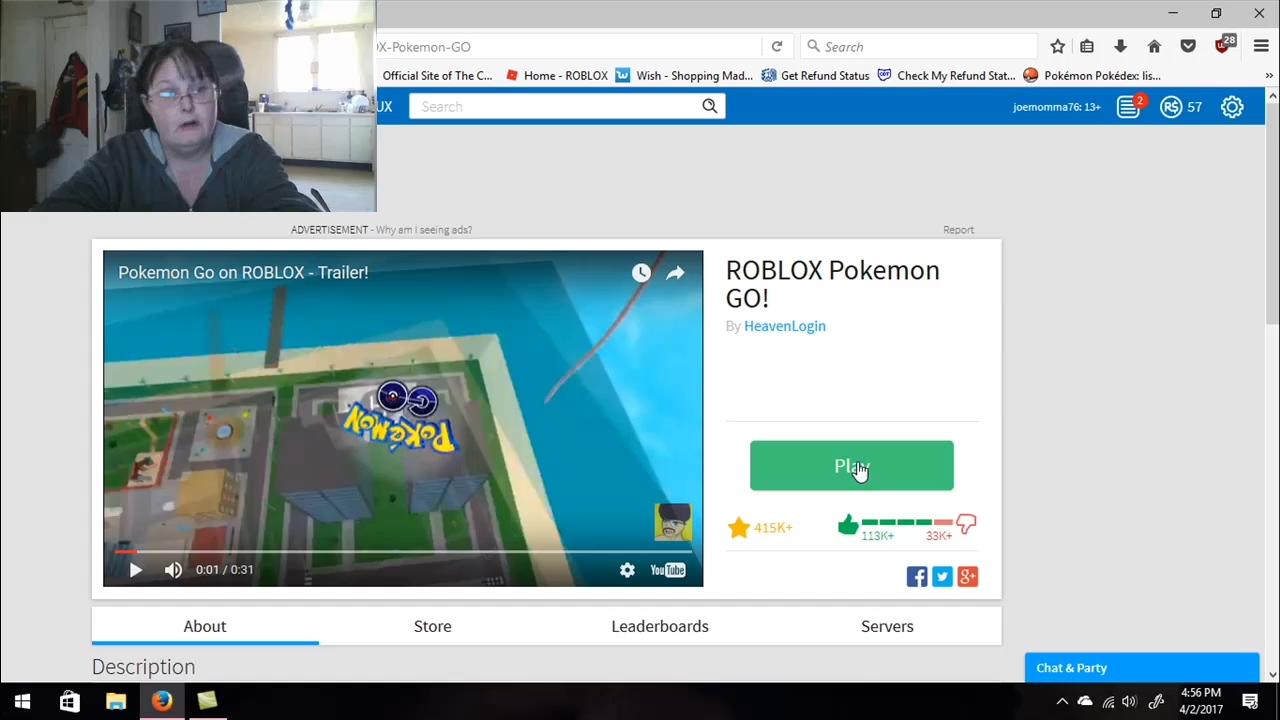 X-Pokemon-GO
Search
28
Official Site of The C...
Home - ROBLOX
Wish - Shopping Mad...
Get Refund Status
Check My Refund Stat...
Pokémon Pokédex: lis...
»
UX
Search
joemomma76: 13+
2
R$ 57
ADVERTISEMENT - Why am I seeing ads?
Report
Pokemon Go on ROBLOX - Trailer!
GO
Pokémon
0:01 / 0:31
YouTube
ROBLOX Pokemon
GO!
By HeavenLogin
Play
415K+
113K+
33K+
About
Store
Leaderboards
Servers
Description
Chat & Party
4:56 PM
4/2/2017